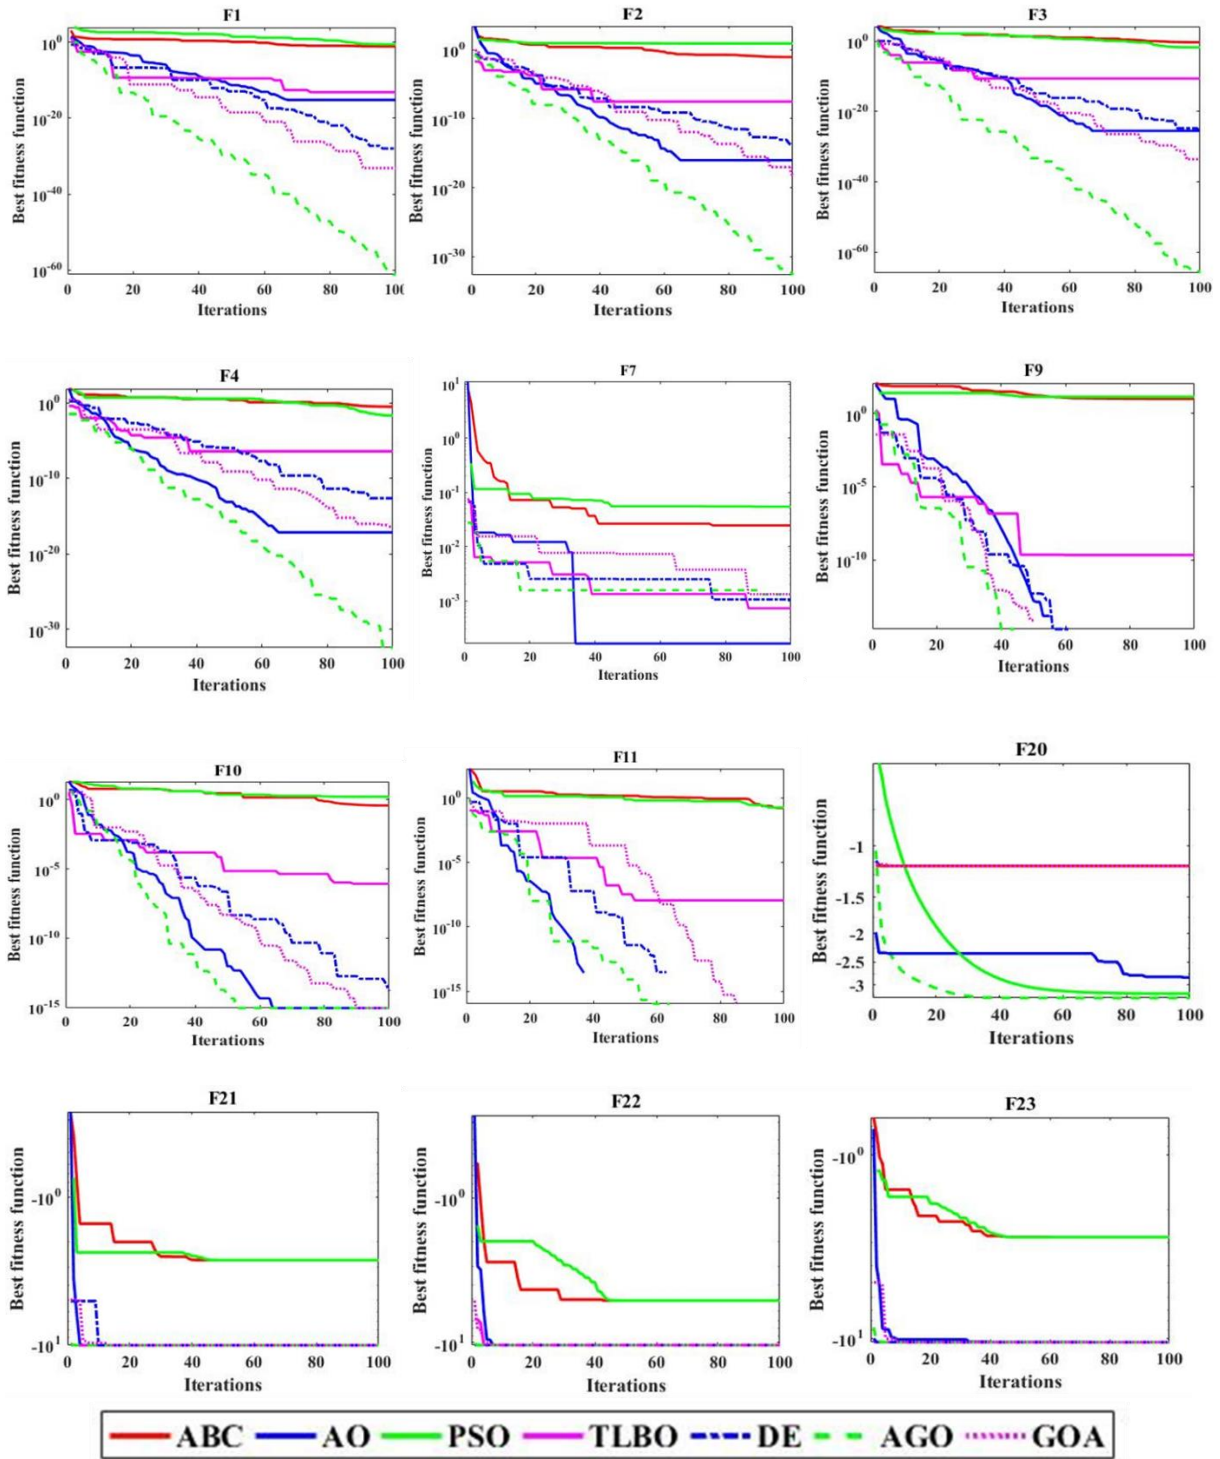 F1 F2 F3
Best fitness function
10^0
10^-20
10^-40
10^-60
0 20 40 60 80 100
Iterations
Best fitness function
10^0
10^-10
10^-20
10^-30
0 20 40 60 80 100
Iterations
Best fitness function
10^0
10^-20
10^-40
10^-60
0 20 40 60 80 100
Iterations
F4 F7 F9
Best fitness function
10^0
10^-10
10^-20
10^-30
0 20 40 60 80 100
Iterations
Best fitness function
10^1
10^0
10^-1
10^-2
10^-3
0 20 40 60 80 100
Iterations
Best fitness function
10^0
10^-5
10^-10
0 20 40 60 80 100
Iterations
F10 F11 F20
Best fitness function
10^0
10^-5
10^-10
10^-15
0 20 40 60 80 100
Iterations
Best fitness function
10^0
10^-5
10^-10
10^-15
0 20 40 60 80 100
Iterations
Best fitness function
-1
-1.5
-2
-2.5
-3
0 20 40 60 80 100
Iterations
F21 F22 F23
Best fitness function
-10^0
-10^1
0 20 40 60 80 100
Iterations
Best fitness function
-10^0
-10^1
0 20 40 60 80 100
Iterations
Best fitness function
-10^0
-10^1
0 20 40 60 80 100
Iterations
ABC AO PSO TLBO DE AGO GOA